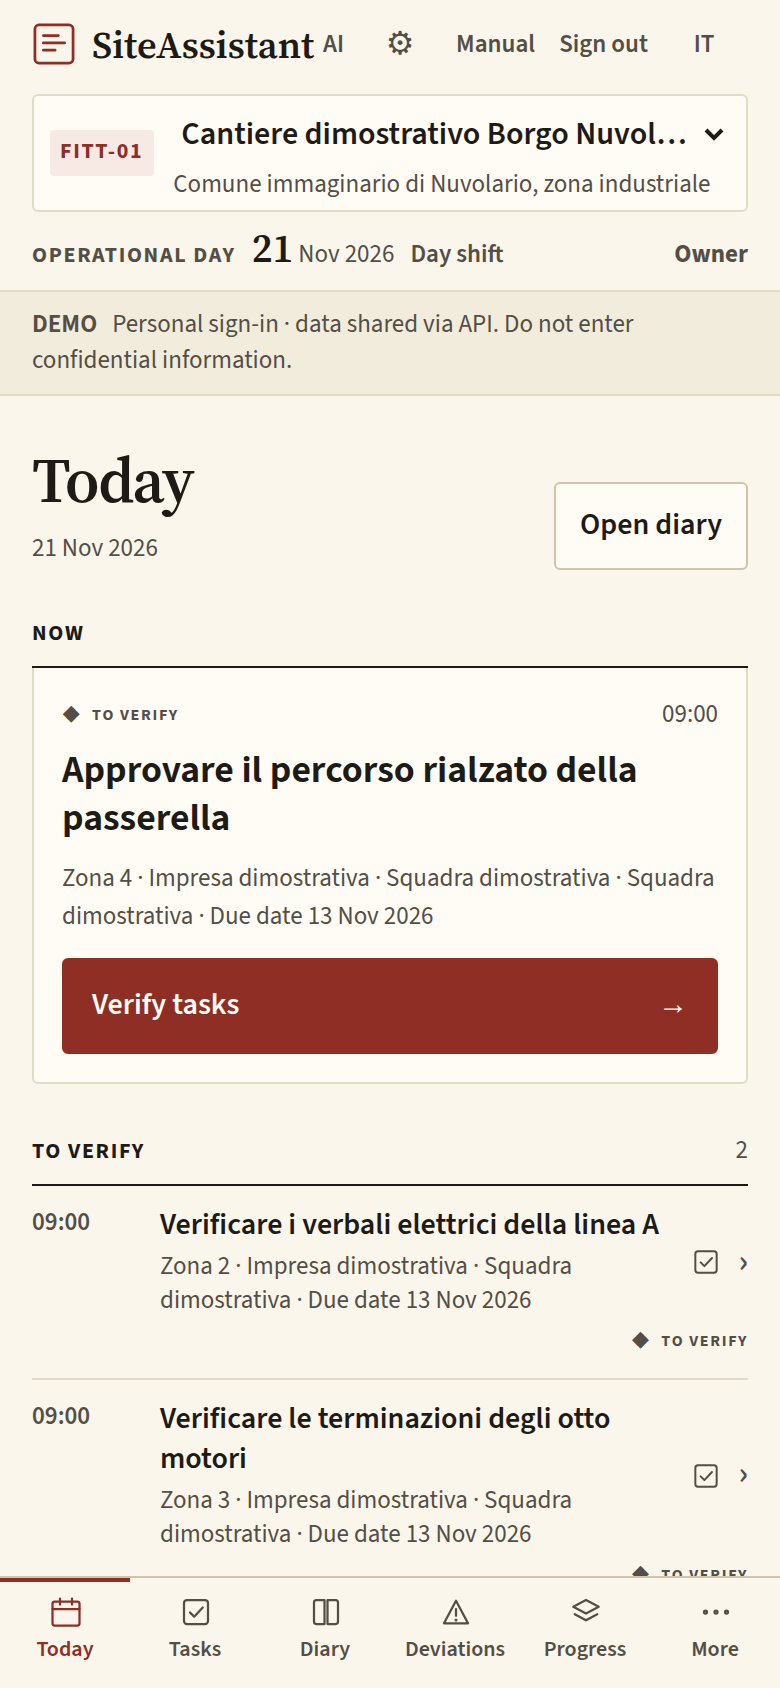 SiteAssistant AI ⚙ Manual Sign out IT
FITT-01
Cantiere dimostrativo Borgo Nuvol...
Comune immaginario di Nuvolario, zona industriale
OPERATIONAL DAY 21 Nov 2026 Day shift Owner
DEMO Personal sign-in · data shared via API. Do not enter
confidential information.
Today
21 Nov 2026
Open diary
NOW
◆ TO VERIFY 09:00
Approvare il percorso rialzato della
passerella
Zona 4 · Impresa dimostrativa · Squadra dimostrativa · Squadra
dimostrativa · Due date 13 Nov 2026
Verify tasks →
TO VERIFY 2
09:00 Verificare i verbali elettrici della linea A
Zona 2 · Impresa dimostrativa · Squadra
dimostrativa · Due date 13 Nov 2026
◆ TO VERIFY
09:00 Verificare le terminazioni degli otto
motori
Zona 3 · Impresa dimostrativa · Squadra
dimostrativa · Due date 13 Nov 2026
◆ TO VERIFY
Today Tasks Diary Deviations Progress More